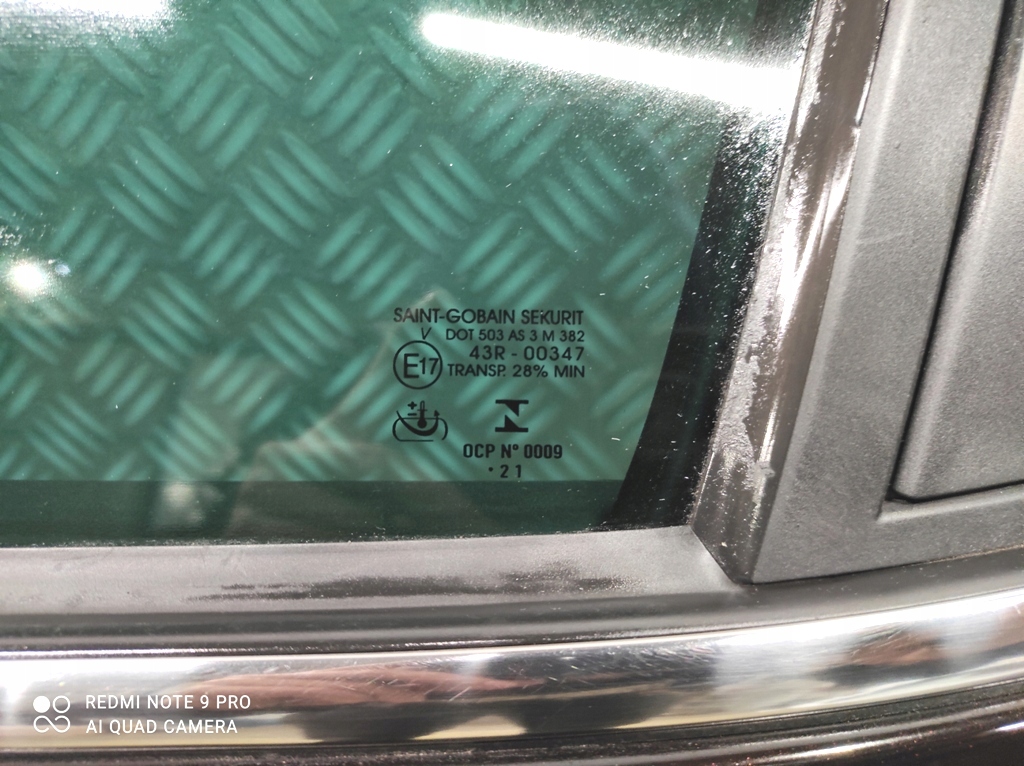 SAINT-GOBAIN SEKURIT
V DOT 503 AS 3 M 382
43R - 00347
E17 TRANSP. 28% MIN
OCP Nº 0009
· 2 1
REDMI NOTE 9 PRO
AI QUAD CAMERA